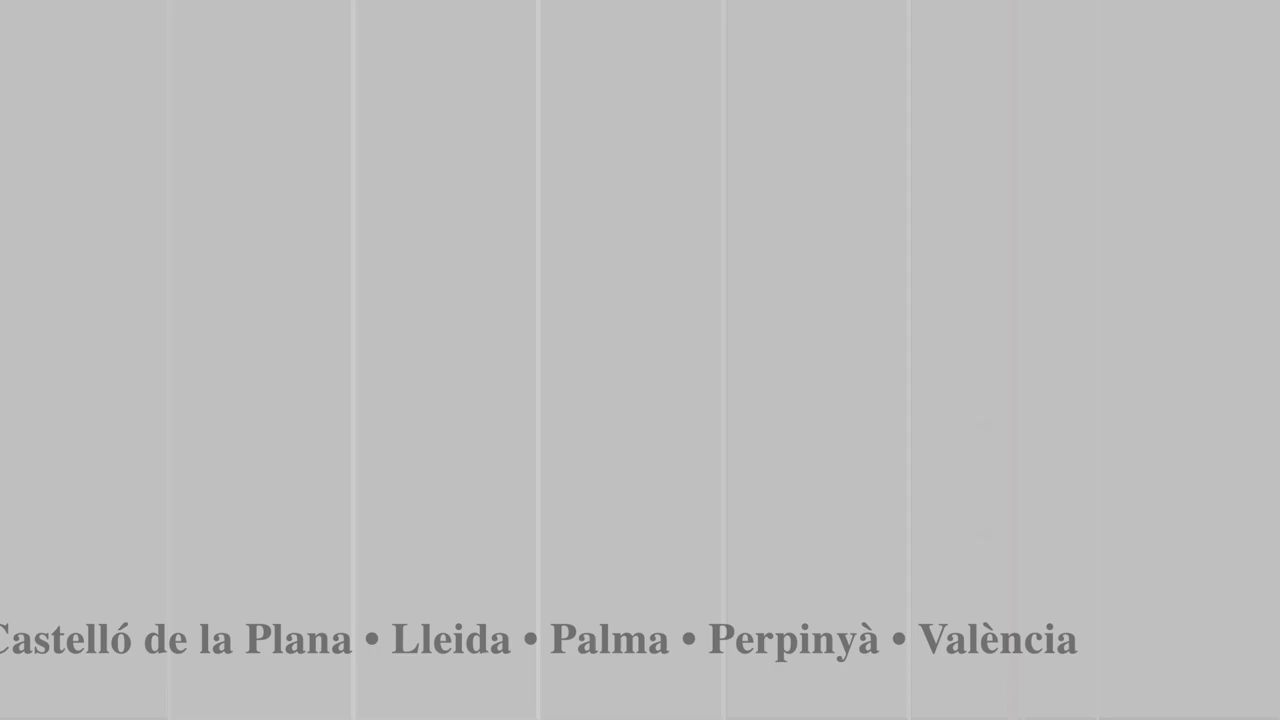 Castelló de la Plana • Lleida • Palma • Perpinyà • València